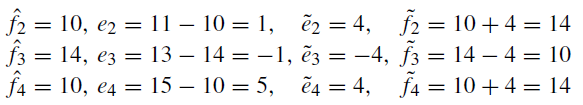 f̂₂ = 10, e₂ = 11 − 10 = 1, ẽ₂ = 4, f̃₂ = 10 + 4 = 14
f̂₃ = 14, e₃ = 13 − 14 = −1, ẽ₃ = −4, f̃₃ = 14 − 4 = 10
f̂₄ = 10, e₄ = 15 − 10 = 5, ẽ₄ = 4, f̃₄ = 10 + 4 = 14